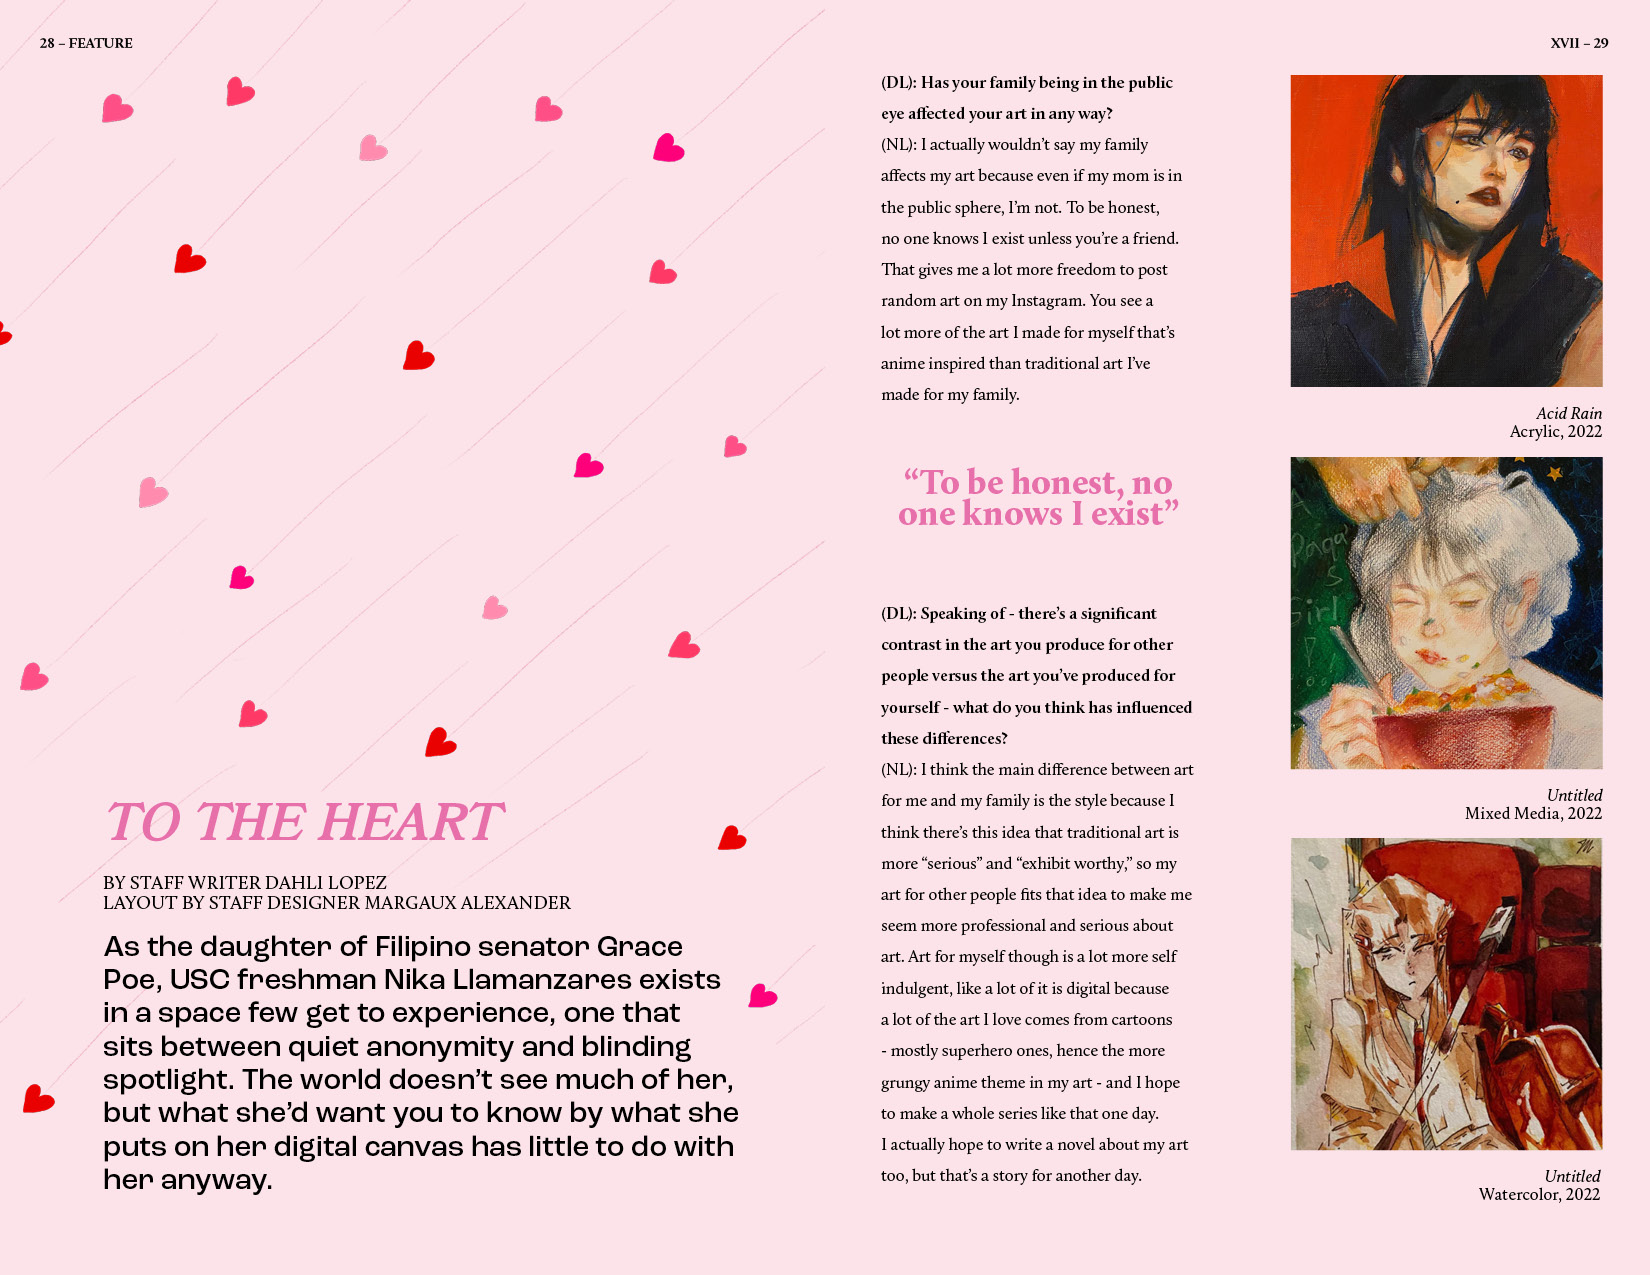 28 – FEATURE
TO THE HEART
BY STAFF WRITER DAHLI LOPEZ
LAYOUT BY STAFF DESIGNER MARGAUX ALEXANDER
As the daughter of Filipino senator Grace
Poe, USC freshman Nika Llamanzares exists
in a space few get to experience, one that
sits between quiet anonymity and blinding
spotlight. The world doesn’t see much of her,
but what she’d want you to know by what she
puts on her digital canvas has little to do with
her anyway.
XVII – 29
(DL): Has your family being in the public
eye affected your art in any way?
(NL): I actually wouldn’t say my family
affects my art because even if my mom is in
the public sphere, I’m not. To be honest,
no one knows I exist unless you’re a friend.
That gives me a lot more freedom to post
random art on my Instagram. You see a
lot more of the art I made for myself that’s
anime inspired than traditional art I’ve
made for my family.
“To be honest, no
one knows I exist”
(DL): Speaking of - there’s a significant
contrast in the art you produce for other
people versus the art you’ve produced for
yourself - what do you think has influenced
these differences?
(NL): I think the main difference between art
for me and my family is the style because I
think there’s this idea that traditional art is
more “serious” and “exhibit worthy,” so my
art for other people fits that idea to make me
seem more professional and serious about
art. Art for myself though is a lot more self
indulgent, like a lot of it is digital because
a lot of the art I love comes from cartoons
- mostly superhero ones, hence the more
grungy anime theme in my art - and I hope
to make a whole series like that one day.
I actually hope to write a novel about my art
too, but that’s a story for another day.
Acid Rain
Acrylic, 2022
Untitled
Mixed Media, 2022
Untitled
Watercolor, 2022